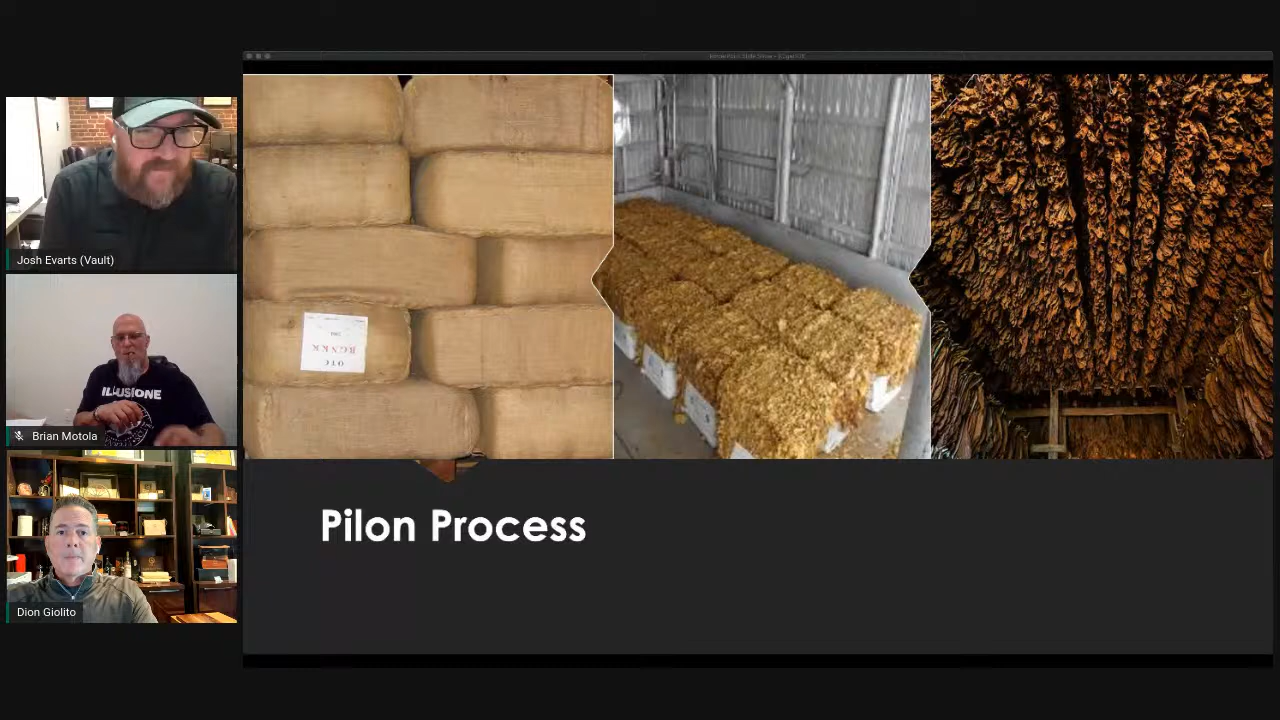 Josh Evarts (Vault)
ILLUSIONE
Brian Motola
Dion Giolito
Pilon Process